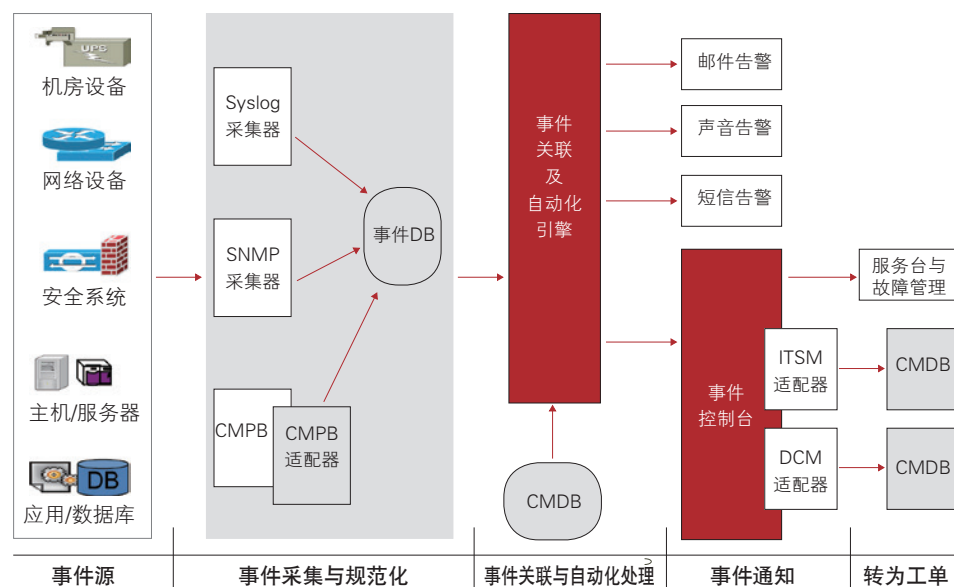 UPS
机房设备
网络设备
安全系统
主机/服务器
DB
应用/数据库
Syslog
采集器
SNMP
采集器
CMPB
CMPB
适配器
事件DB
事件
关联
及
自动化
引擎
CMDB
邮件告警
声音告警
短信告警
事件
控制台
ITSM
适配器
DCM
适配器
服务台与
故障管理
CMDB
CMDB
事件源
事件采集与规范化
事件关联与自动化处理
事件通知
转为工单